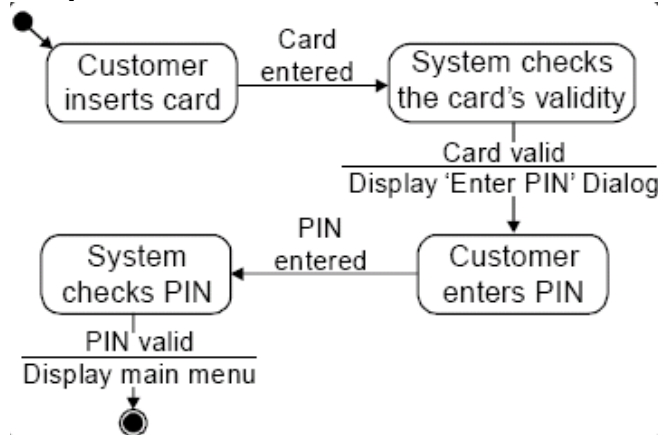 Customer
inserts card
Card
entered
System checks
the card's validity
Card valid
Display 'Enter PIN' Dialog
Customer
enters PIN
PIN
entered
System
checks PIN
PIN valid
Display main menu